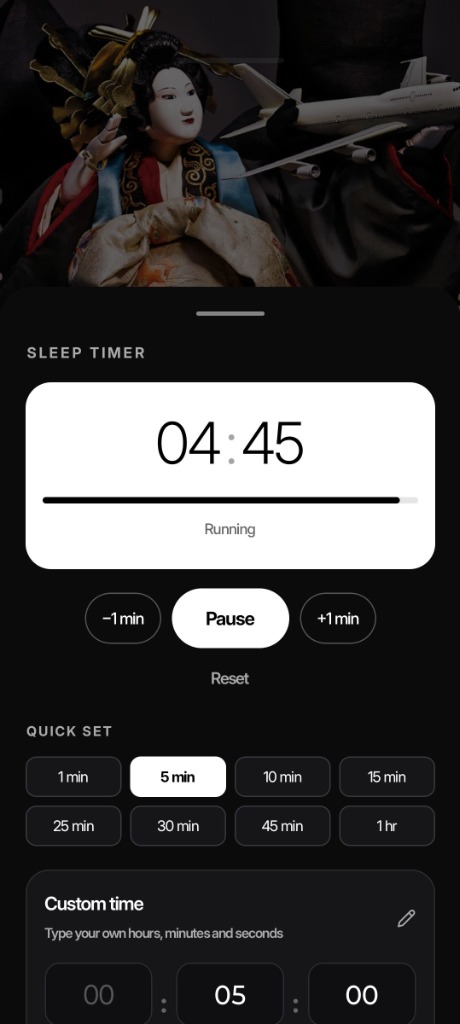 SLEEP TIMER
04:45
Running
−1 min
Pause
+1 min
Reset
QUICK SET
1 min
5 min
10 min
15 min
25 min
30 min
45 min
1 hr
Custom time
Type your own hours, minutes and seconds
00 : 05 : 00